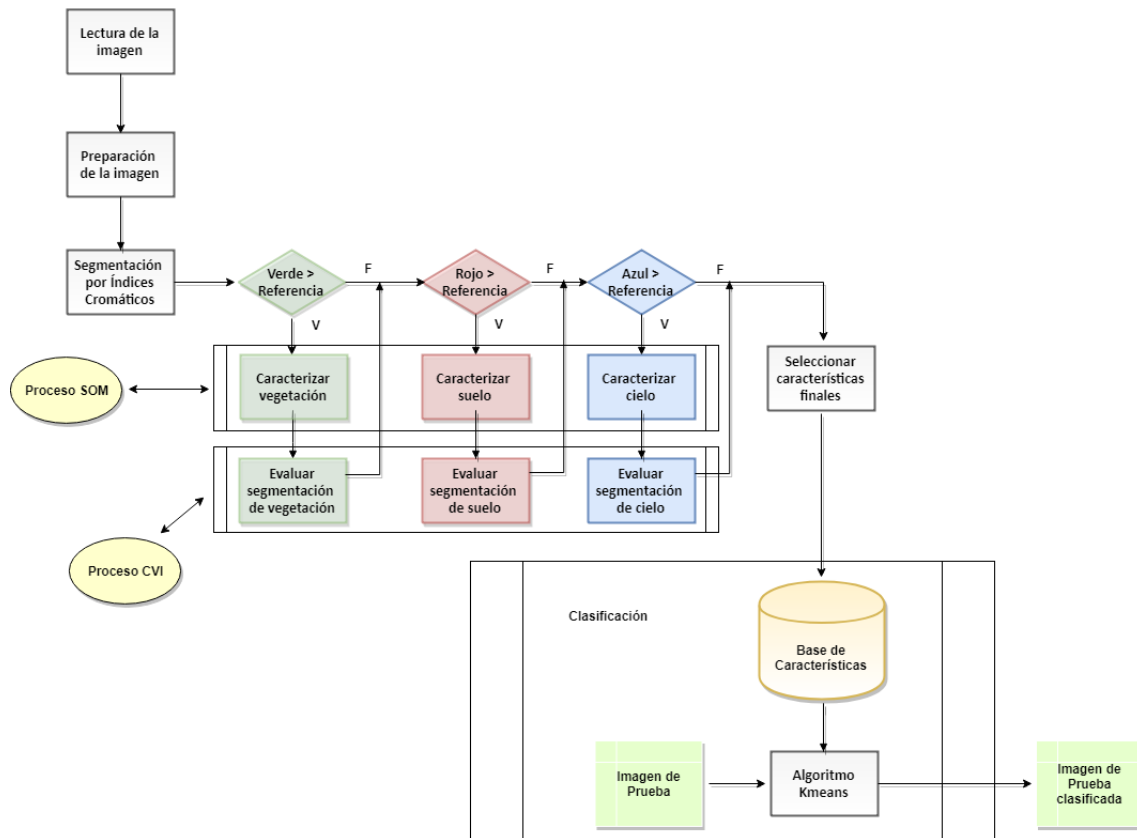 Lectura de la
imagen
Preparación
de la imagen
Segmentación
por Índices
Cromáticos
Verde >
Referencia
F
V
Rojo >
Referencia
F
V
Azul >
Referencia
F
V
Proceso SOM
Caracterizar
vegetación
Caracterizar
suelo
Caracterizar
cielo
Seleccionar
características
finales
Evaluar
segmentación
de vegetación
Evaluar
segmentación
de suelo
Evaluar
segmentación
de cielo
Proceso CVI
Clasificación
Base de
Características
Imagen de
Prueba
Algoritmo
Kmeans
Imagen de
Prueba
clasificada